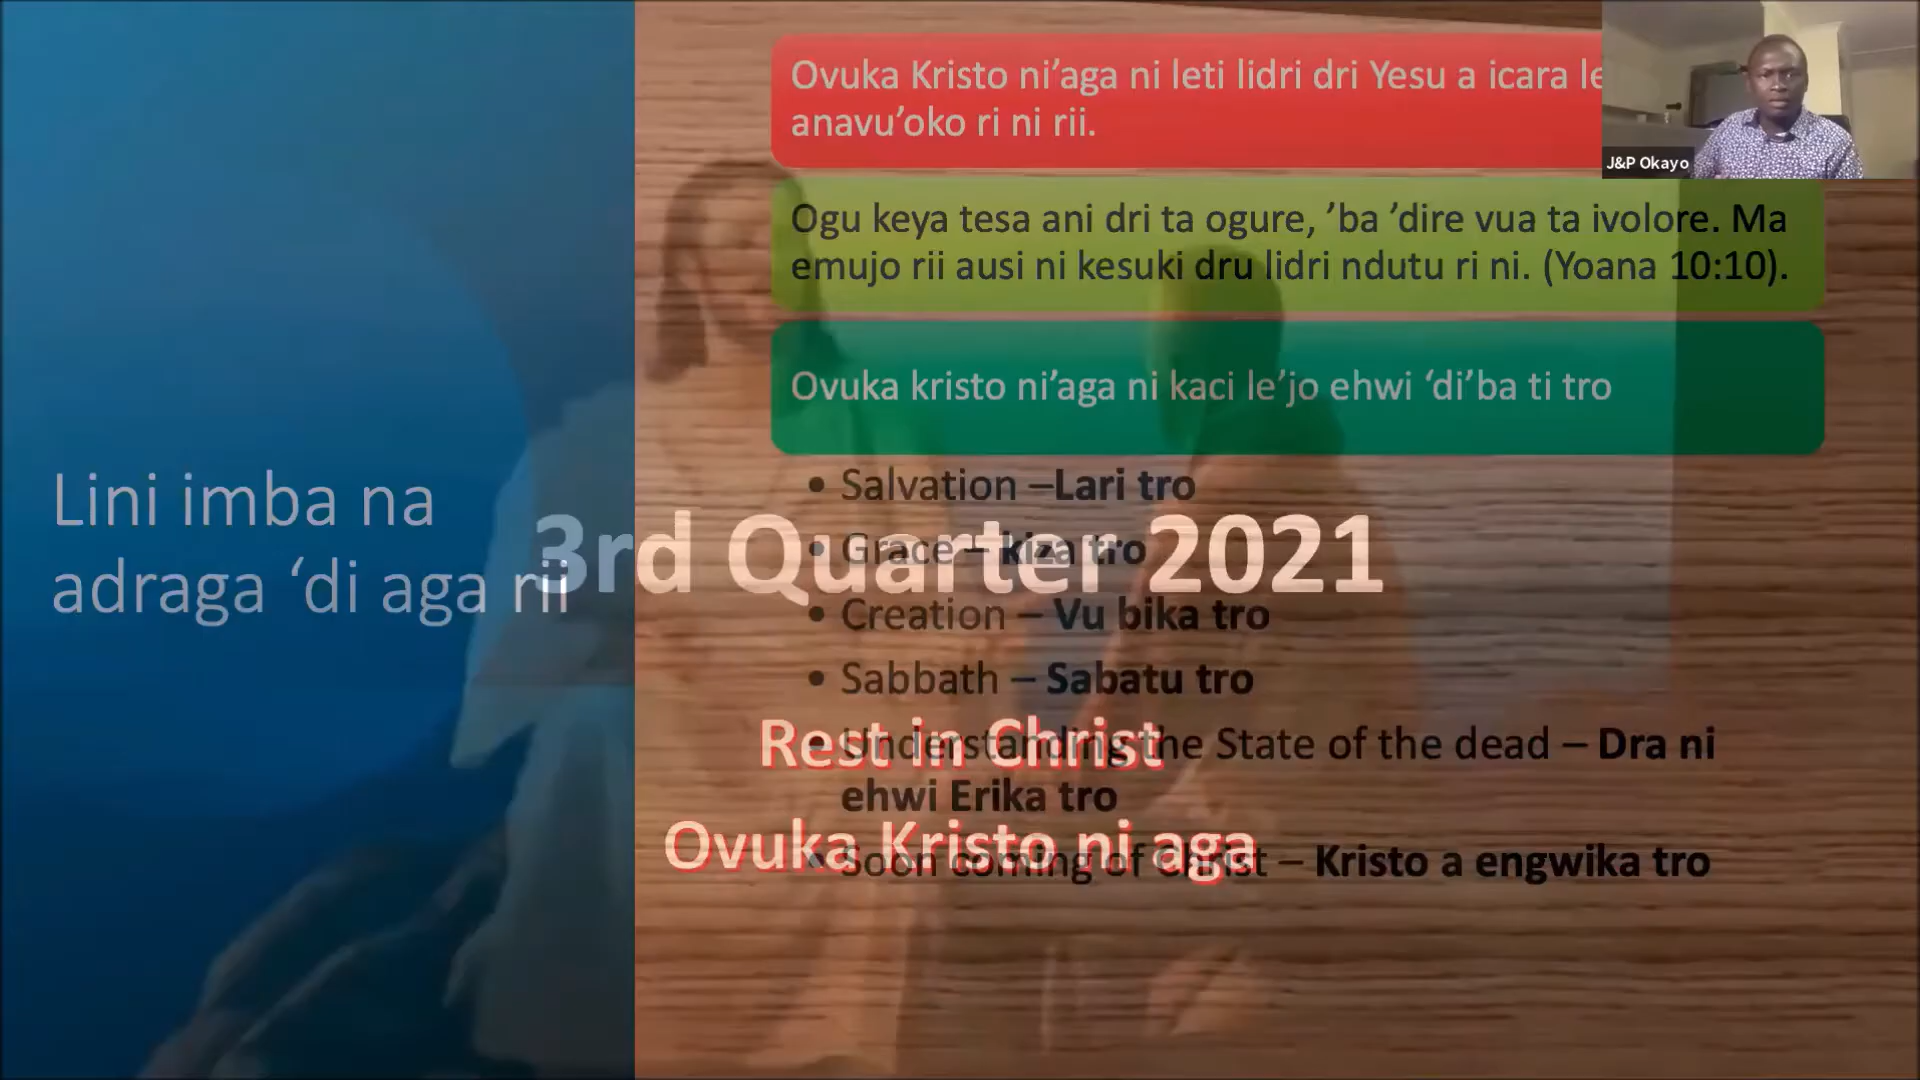 Lini imba na
adraga ‘di aga ni
Ovuka Kristo ni’aga ni leti lidri dri Yesu a icara
anavu’oko ri ni rii.
J&P Okayo
Ogu keya tesa ani dri ta ogure, ’ba ’dire vua ta ivolore. Ma
emujo rii ausi ni kesuki dru lidri ndutu ri ni. (Yoana 10:10).
Ovuka kristo ni’aga ni kaci le’jo ehwi ‘di’ba ti tro
• Salvation –Lari tro
• Grace – kiza tro
• Creation – Vu bika tro
• Sabbath – Sabatu tro
• Understanding the State of the dead – Dra ni
ehwi Erika tro
• Soon coming of Christ – Kristo a engwika tro
3rd Quarter 2021
Rest in Christ
Ovuka Kristo ni aga